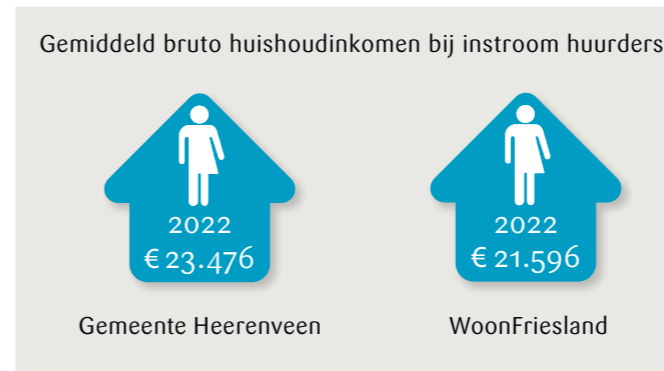 Gemiddeld bruto huishoudinkomen bij instroom huurders
2022
€ 23.476
Gemeente Heerenveen
2022
€ 21.596
WoonFriesland